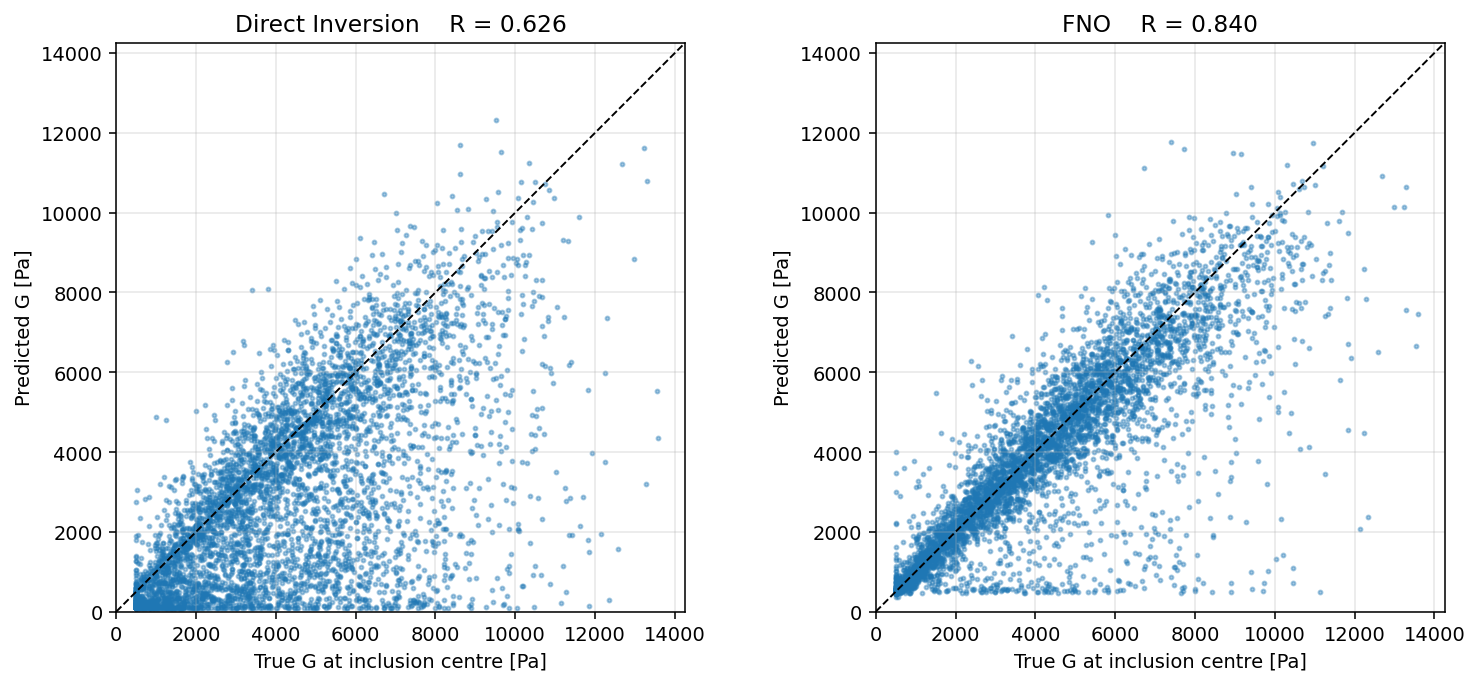 Direct Inversion    R = 0.626
14000
12000
10000
8000
6000
4000
2000
0
Predicted G [Pa]
0 2000 4000 6000 8000 10000 12000 14000
True G at inclusion centre [Pa]
FNO    R = 0.840
14000
12000
10000
8000
6000
4000
2000
0
Predicted G [Pa]
0 2000 4000 6000 8000 10000 12000 14000
True G at inclusion centre [Pa]